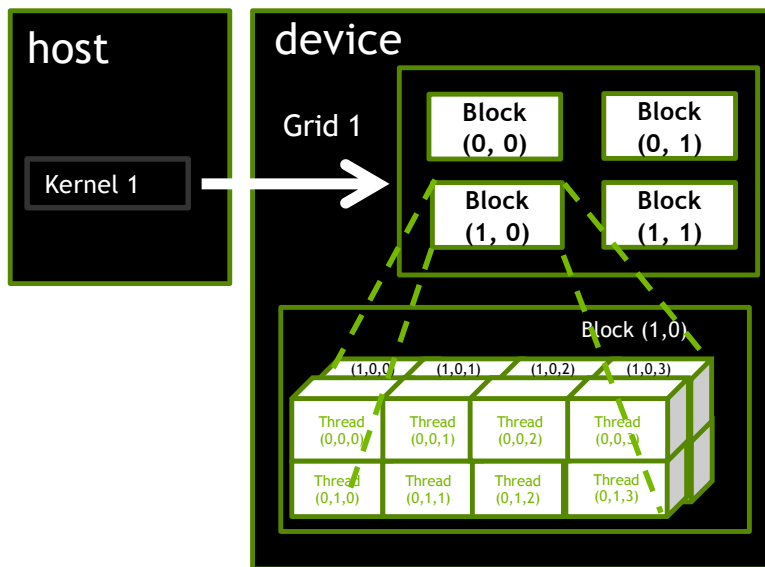 host
device
Grid 1
Kernel 1
Block
(0, 0)
Block
(0, 1)
Block
(1, 0)
Block
(1, 1)
Block (1,0)
(1,0,0)
(1,0,1)
(1,0,2)
(1,0,3)
Thread
(0,0,0)
Thread
(0,0,1)
Thread
(0,0,2)
Thread
(0,0,3)
Thread
(0,1,0)
Thread
(0,1,1)
Thread
(0,1,2)
Thread
(0,1,3)